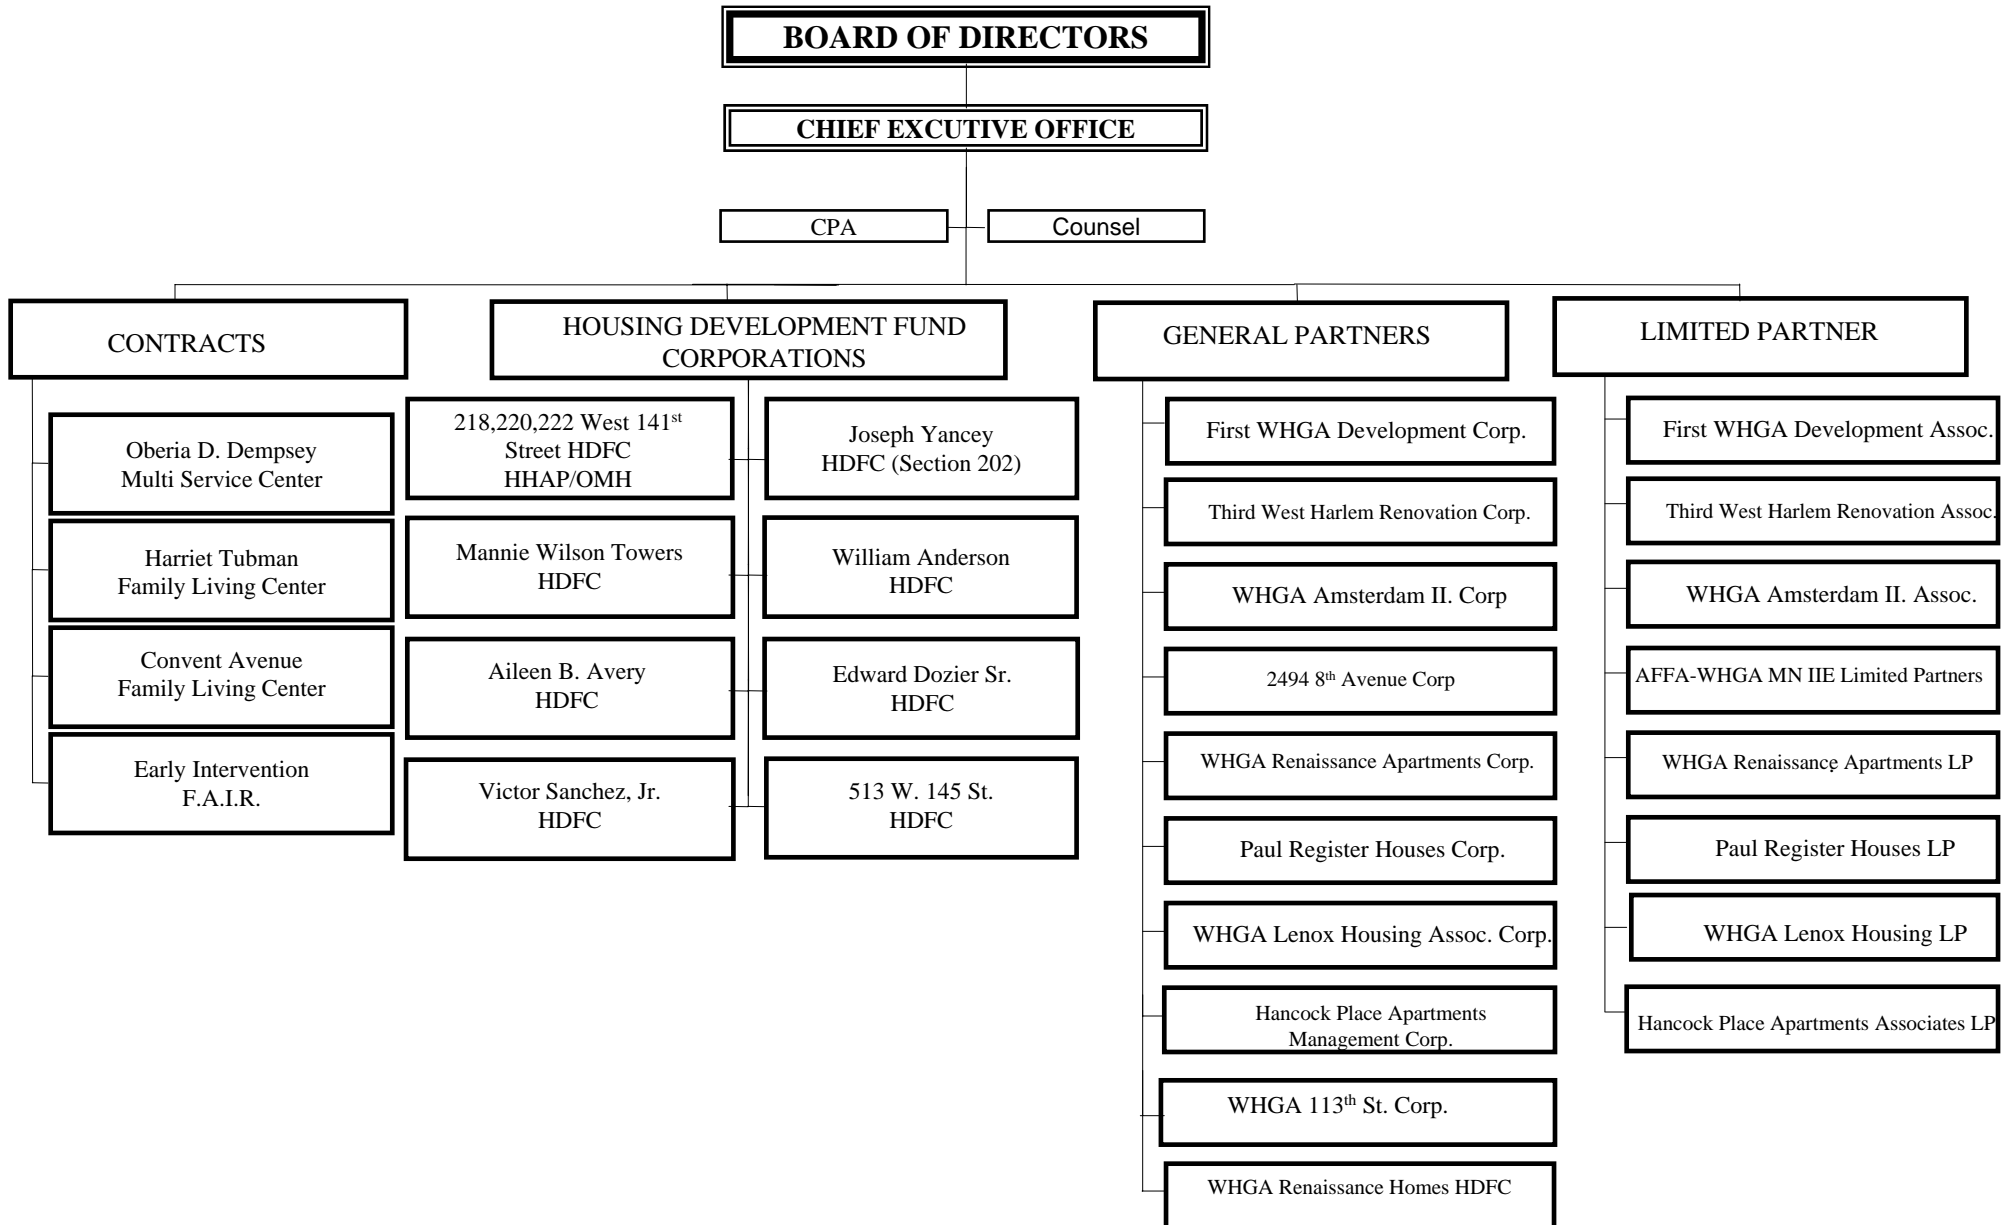 BOARD OF DIRECTORS
CHIEF EXCUTIVE OFFICE
CPA
Counsel
CONTRACTS
Oberia D. Dempsey
Multi Service Center
Harriet Tubman
Family Living Center
Convent Avenue
Family Living Center
Early Intervention
F.A.I.R.
HOUSING DEVELOPMENT FUND
CORPORATIONS
218,220,222 West 141st
Street HDFC
HHAP/OMH
Mannie Wilson Towers
HDFC
Aileen B. Avery
HDFC
Victor Sanchez, Jr.
HDFC
Joseph Yancey
HDFC (Section 202)
William Anderson
HDFC
Edward Dozier Sr.
HDFC
513 W. 145 St.
HDFC
GENERAL PARTNERS
First WHGA Development Corp.
Third West Harlem Renovation Corp.
WHGA Amsterdam II. Corp
2494 8th Avenue Corp
WHGA Renaissance Apartments Corp.
Paul Register Houses Corp.
WHGA Lenox Housing Assoc. Corp.
Hancock Place Apartments
Management Corp.
WHGA 113th St. Corp.
WHGA Renaissance Homes HDFC
LIMITED PARTNER
First WHGA Development Assoc.
Third West Harlem Renovation Assoc.
WHGA Amsterdam II. Assoc.
AFFA-WHGA MN IIE Limited Partners
WHGA Renaissance Apartments LP
Paul Register Houses LP
WHGA Lenox Housing LP
Hancock Place Apartments Associates LP